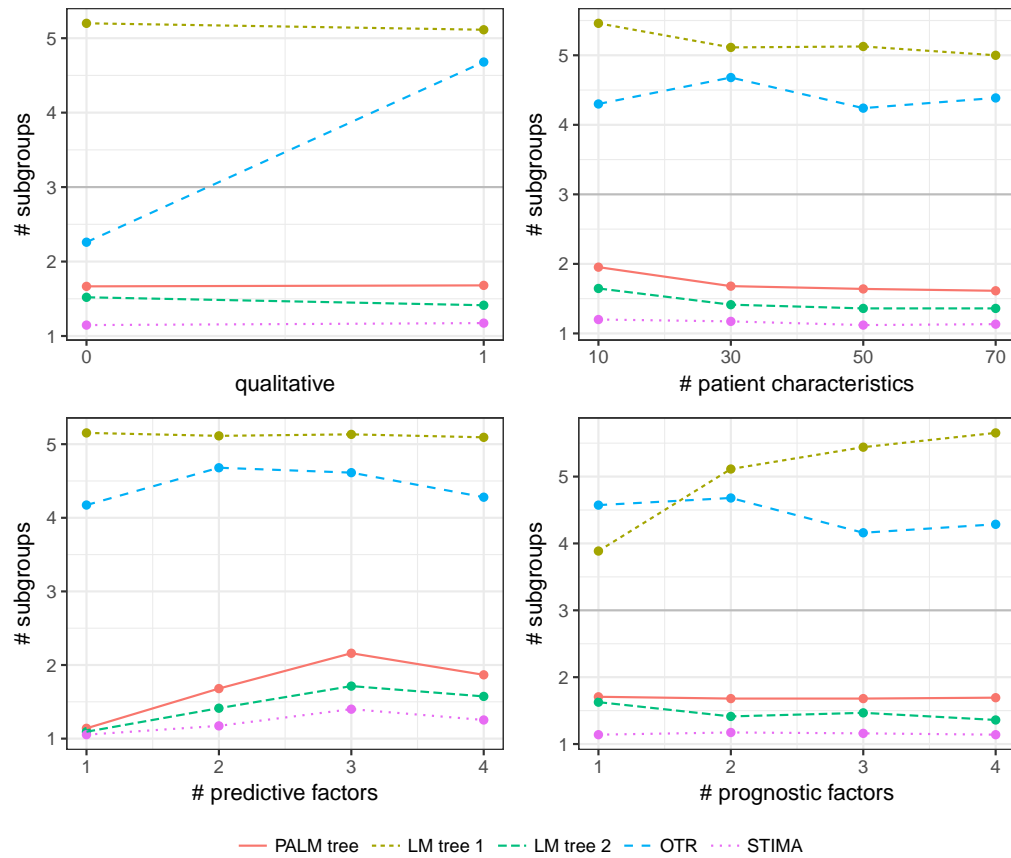 # subgroups
5
4
3
2
1
0 1
qualitative
# subgroups
5
4
3
2
1
10 30 50 70
# patient characteristics
# subgroups
5
4
3
2
1
1 2 3 4
# predictive factors
# subgroups
5
4
3
2
1
1 2 3 4
# prognostic factors
PALM tree LM tree 1 LM tree 2 OTR STIMA